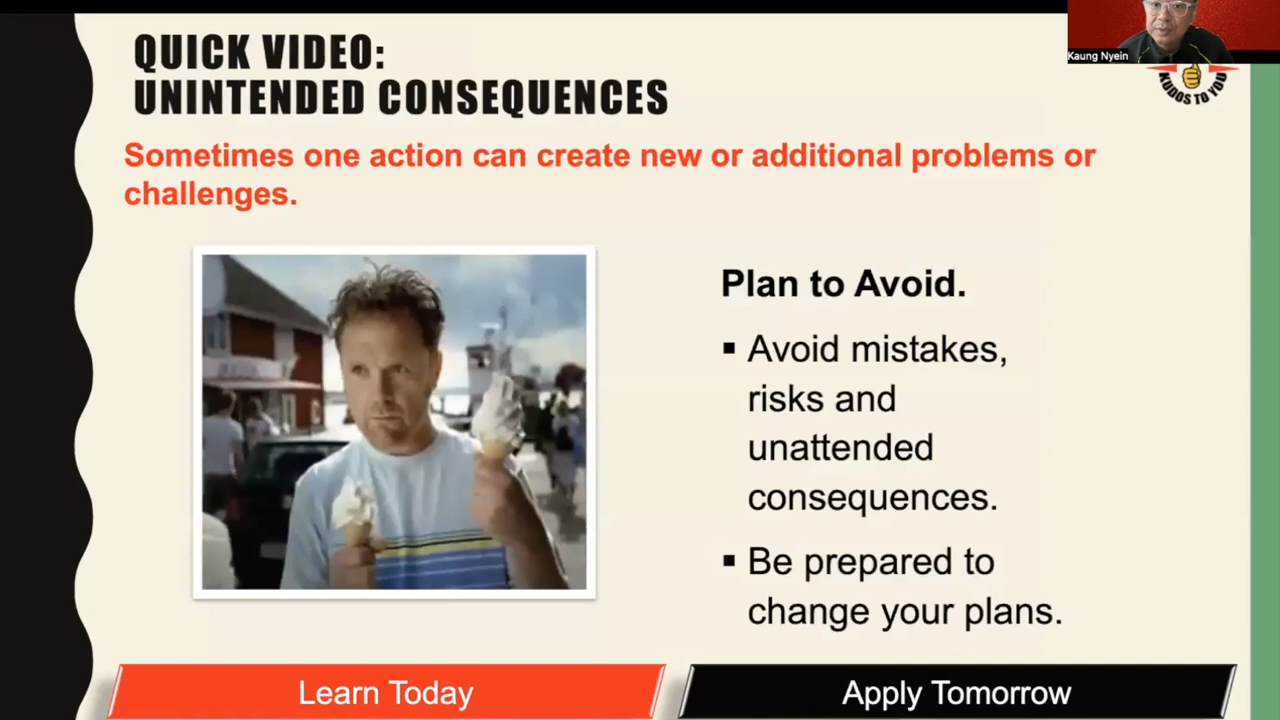 QUICK VIDEO:
UNINTENDED CONSEQUENCES
Kaung Nyein
KUDOS TO YOU
Sometimes one action can create new or additional problems or
challenges.
Plan to Avoid.
▪ Avoid mistakes,
risks and
unattended
consequences.
▪ Be prepared to
change your plans.
Learn Today
Apply Tomorrow